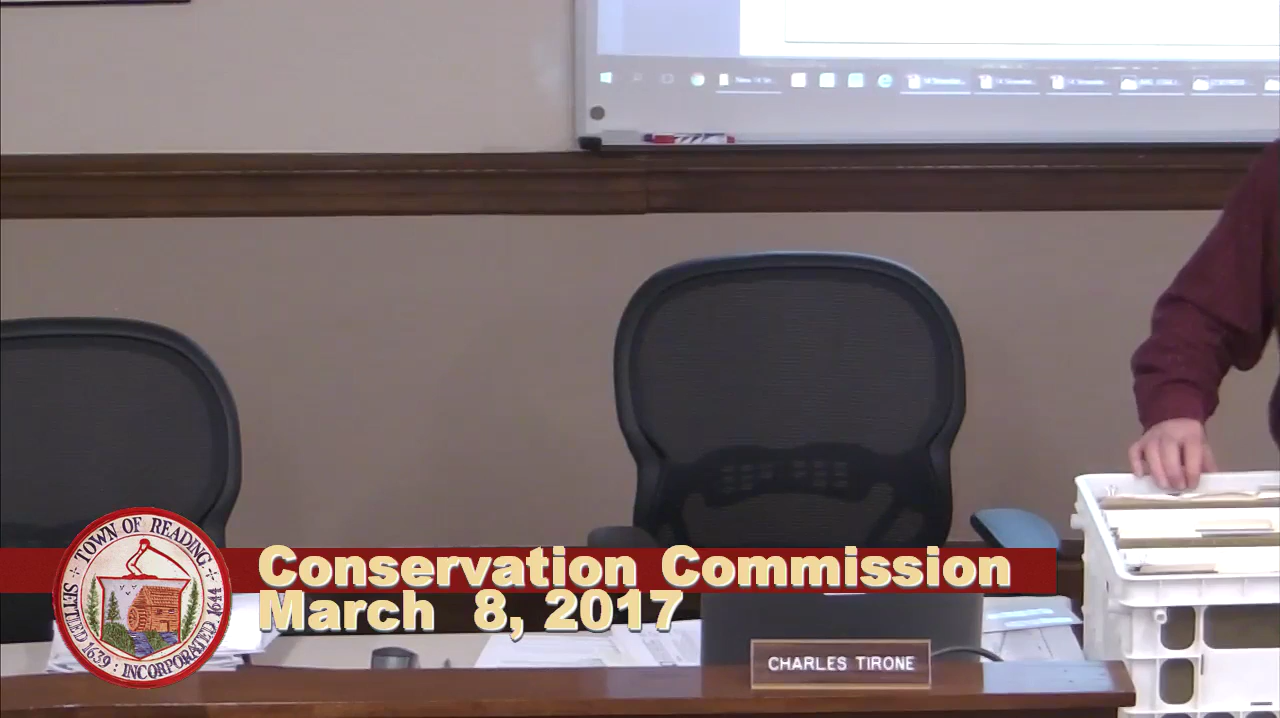 Conservation Commission
March 8, 2017
TOWN OF READING
SETTLED 1639 : INCORPORATED 1644
CHARLES TIRONE